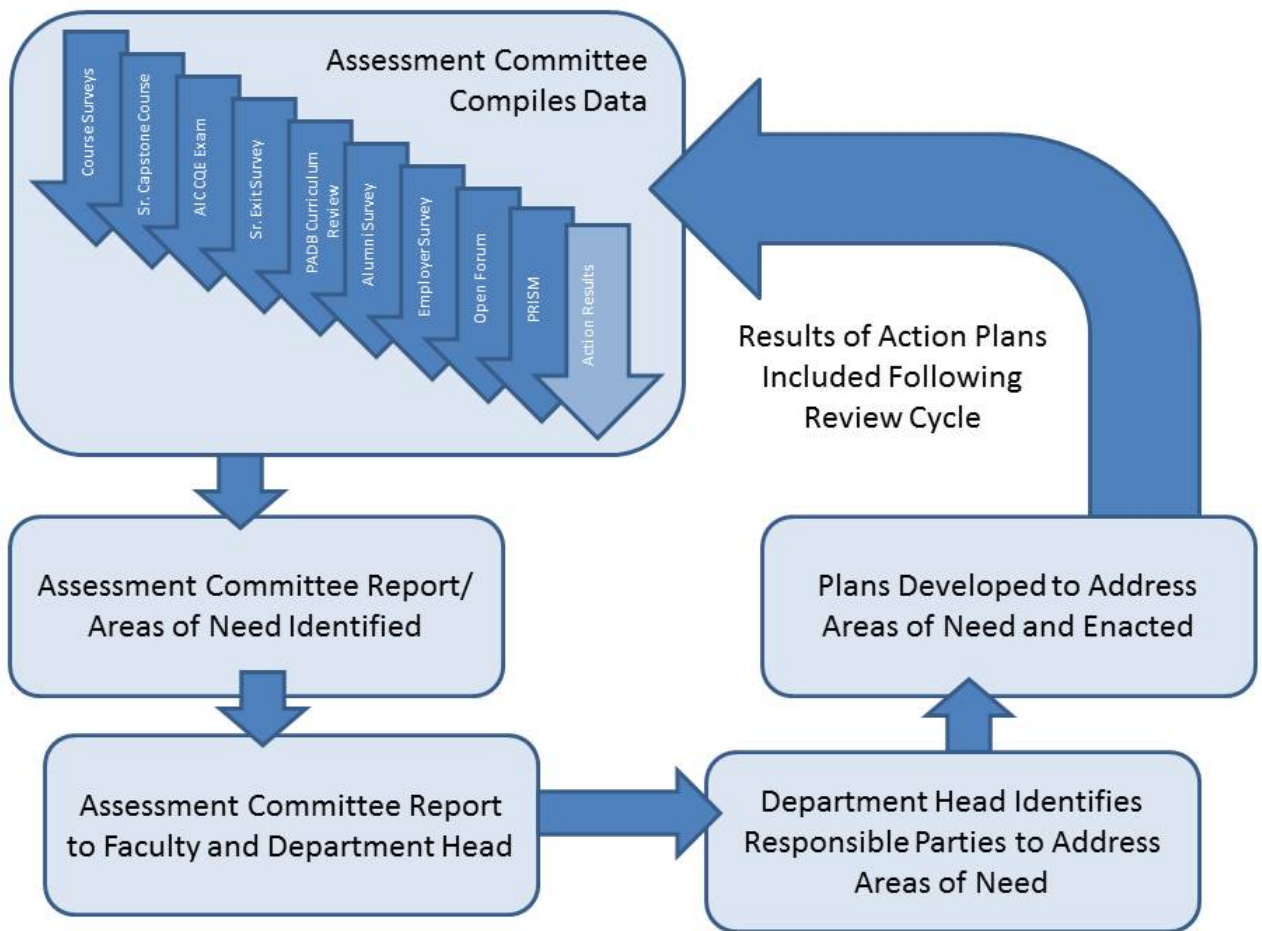 Assessment Committee
Compiles Data
Course Surveys
Sr. Capstone Course
AIC CQE Exam
Sr. Exit Survey
PADB Curriculum
Review
Alumni Survey
Employer Survey
Open Forum
PRISM
Action Results
Results of Action Plans
Included Following
Review Cycle
Assessment Committee Report/
Areas of Need Identified
Assessment Committee Report
to Faculty and Department Head
Department Head Identifies
Responsible Parties to Address
Areas of Need
Plans Developed to Address
Areas of Need and Enacted